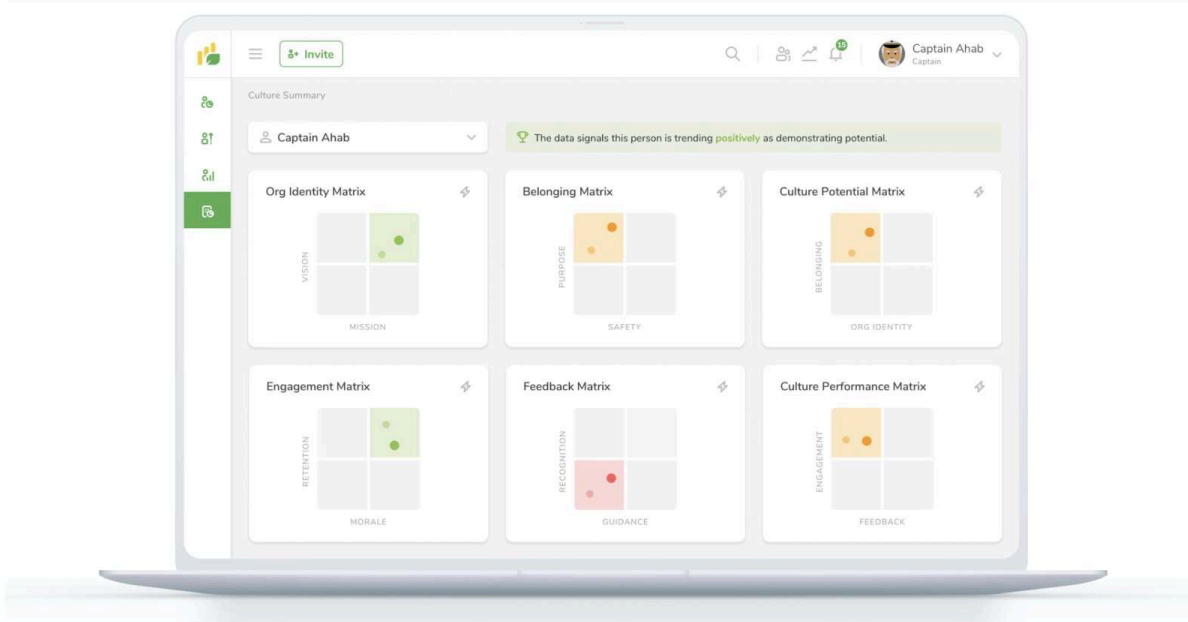 Invite
15
Captain Ahab
Captain
Culture Summary
Captain Ahab
The data signals this person is trending positively as demonstrating potential.
Org Identity Matrix
VISION
MISSION
Belonging Matrix
PURPOSE
SAFETY
Culture Potential Matrix
BELONGING
ORG IDENTITY
Engagement Matrix
RETENTION
MORALE
Feedback Matrix
RECOGNITION
GUIDANCE
Culture Performance Matrix
ENGAGEMENT
FEEDBACK